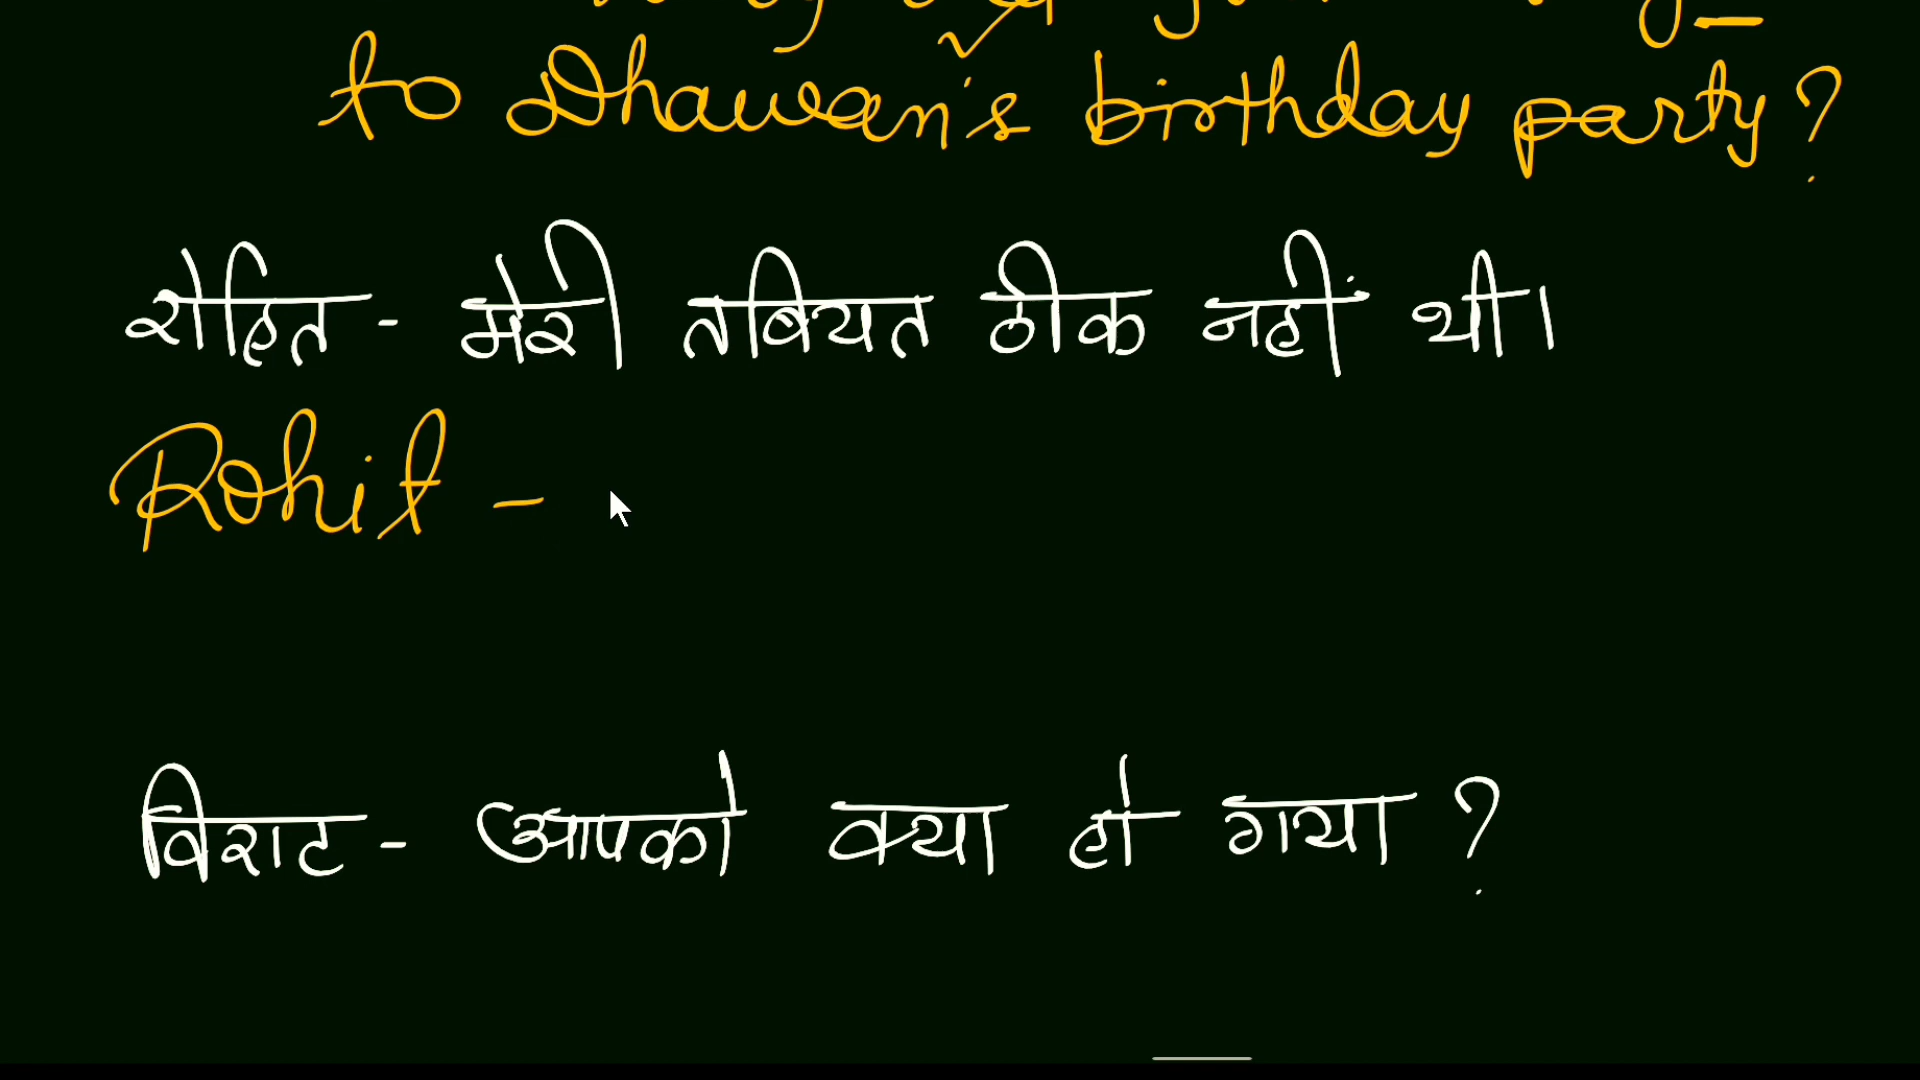 to Dhawan's birthday party?
रोहित - मेरी तबियत ठीक नहीं थी।
Rohit -
विराट - आपको क्या हो गया ?